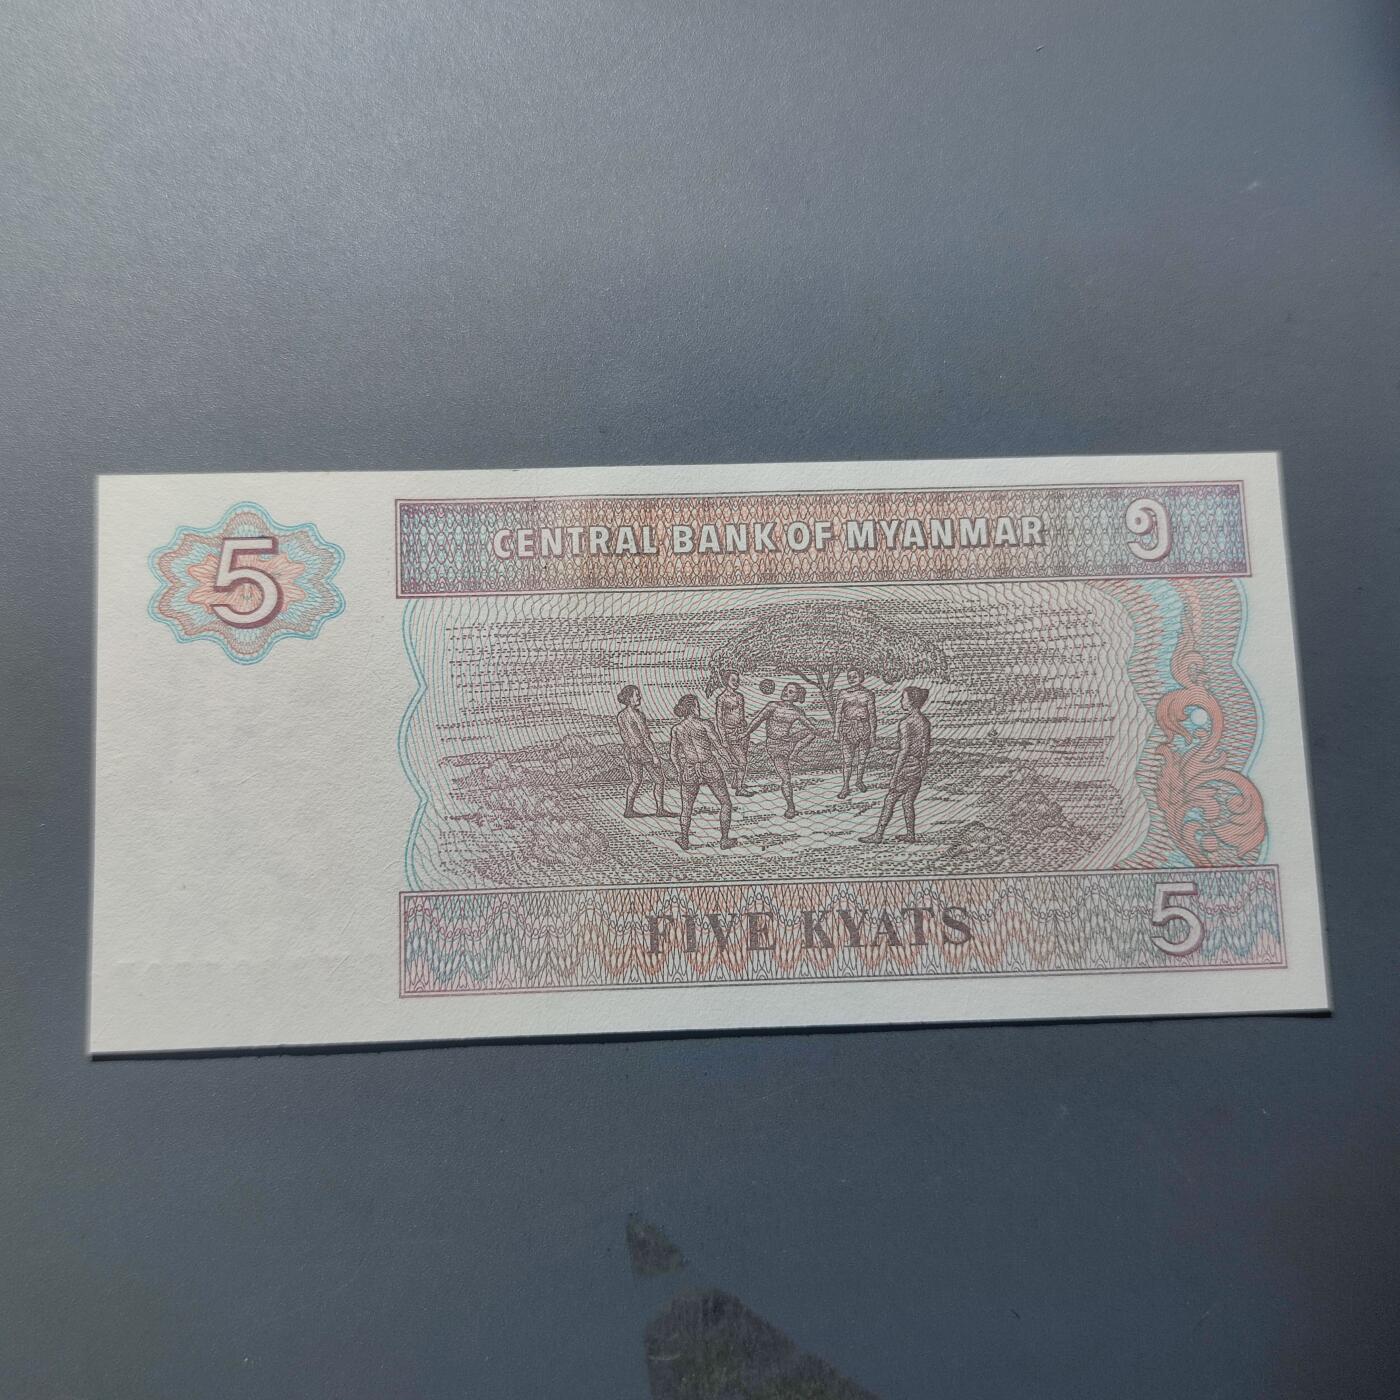 5
CENTRAL BANK OF MYANMAR ၅
FIVE KYATS 5